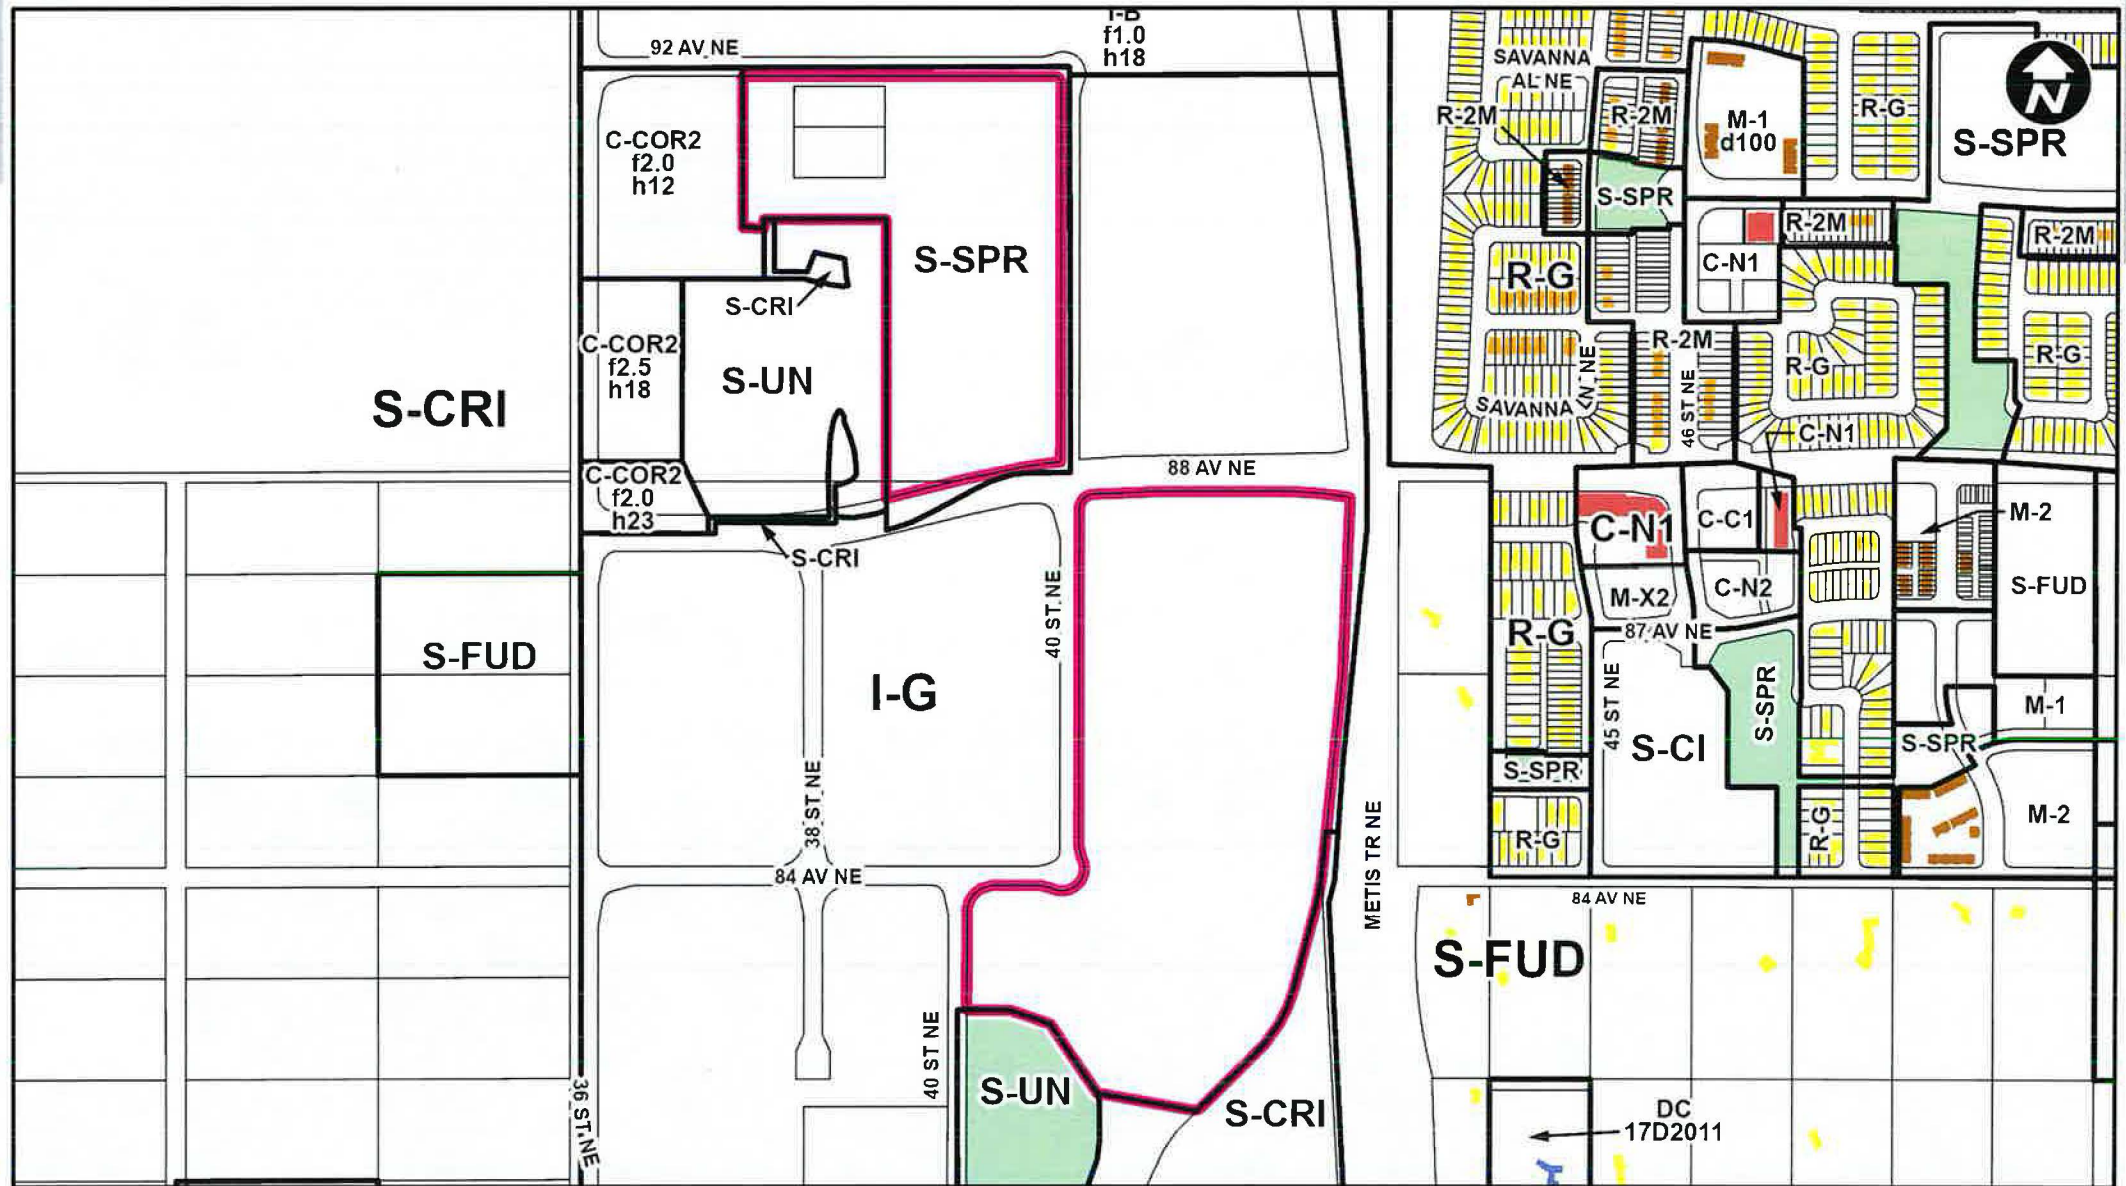 92 AV NE
I-B
f1.0
h18
SAVANNA
AL NE
N
R-2M
R-2M
M-1
d100
R-G
S-SPR
C-COR2
f2.0
h12
S-SPR
R-2M
R-2M
S-SPR
C-N1
R-G
S-CRI
C-COR2
f2.5
h18
S-UN
R-2M
R-G
R-G
S-CRI
SAVANNA
LN NE
46 ST NE
C-N1
88 AV NE
C-COR2
f2.0
h23
S-CRI
C-N1
C-C1
M-2
M-X2
C-N2
S-FUD
40 ST NE
R-G
87 AV NE
S-FUD
I-G
45 ST NE
S-SPR
M-1
S-CI
S-SPR
S-SPR
38 ST NE
METIS TR NE
R-G
R-G
M-2
84 AV NE
84 AV NE
S-FUD
40 ST NE
S-UN
S-CRI
36 ST NE
DC
17D2011